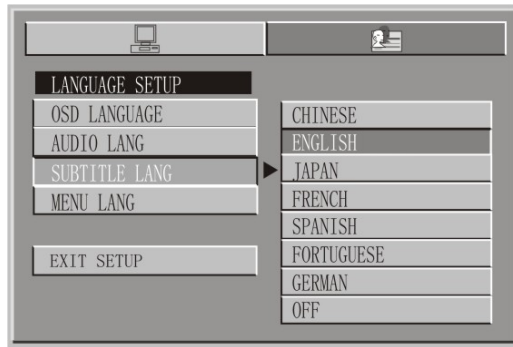 LANGUAGE SETUP
OSD LANGUAGE
AUDIO LANG
SUBTITLE LANG
MENU LANG
EXIT SETUP
CHINESE
ENGLISH
JAPAN
FRENCH
SPANISH
FORTUGUESE
GERMAN
OFF